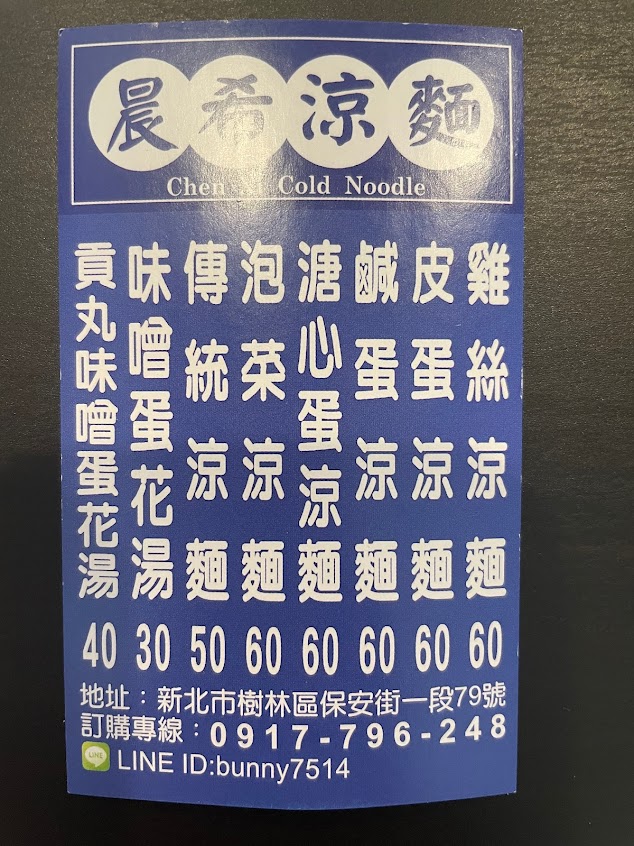 晨希涼麵
Chen Cold Noodle
雞絲涼麵 60
皮蛋涼麵 60
鹹蛋涼麵 60
溏心蛋涼麵 60
泡菜涼麵 60
傳統涼麵 50
味噌蛋花湯 30
貢丸味噌蛋花湯 40
地址：新北市樹林區保安街一段79號
訂購專線：0917-796-248
LINE LINE ID:bunny7514